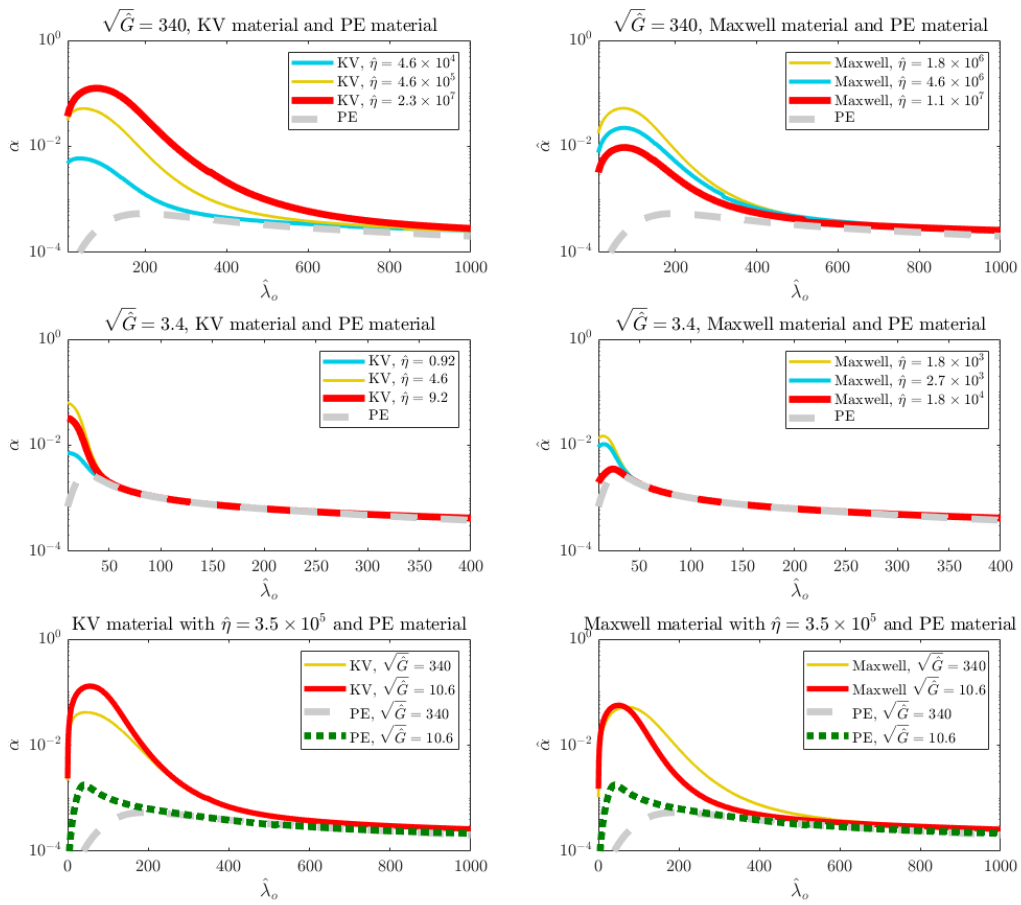 √Ĝ = 340, KV material and PE material
10⁰
10⁻²
10⁻⁴
α
KV, η̂ = 4.6 × 10⁴
KV, η̂ = 4.6 × 10⁵
KV, η̂ = 2.3 × 10⁷
PE
200 400 600 800 1000
λ̂ₒ
√Ĝ = 340, Maxwell material and PE material
10⁰
10⁻²
10⁻⁴
α̂
Maxwell, η̂ = 1.8 × 10⁶
Maxwell, η̂ = 4.6 × 10⁶
Maxwell, η̂ = 1.1 × 10⁷
PE
200 400 600 800 1000
λ̂ₒ
√Ĝ = 3.4, KV material and PE material
10⁰
10⁻²
10⁻⁴
α
KV, η̂ = 0.92
KV, η̂ = 4.6
KV, η̂ = 9.2
PE
50 100 150 200 250 300 350 400
λ̂ₒ
√Ĝ = 3.4, Maxwell material and PE material
10⁰
10⁻²
10⁻⁴
α̂
Maxwell, η̂ = 1.8 × 10³
Maxwell, η̂ = 2.7 × 10³
Maxwell, η̂ = 1.8 × 10⁴
PE
50 100 150 200 250 300 350 400
λ̂ₒ
KV material with η̂ = 3.5 × 10⁵ and PE material
10⁰
10⁻²
10⁻⁴
α
KV, √Ĝ = 340
KV, √Ĝ = 10.6
PE, √Ĝ = 340
PE, √Ĝ = 10.6
0 200 400 600 800 1000
λ̂ₒ
Maxwell material with η̂ = 3.5 × 10⁵ and PE material
10⁰
10⁻²
10⁻⁴
α̂
Maxwell, √Ĝ = 340
Maxwell √Ĝ = 10.6
PE, √Ĝ = 340
PE, √Ĝ = 10.6
0 200 400 600 800 1000
λ̂ₒ